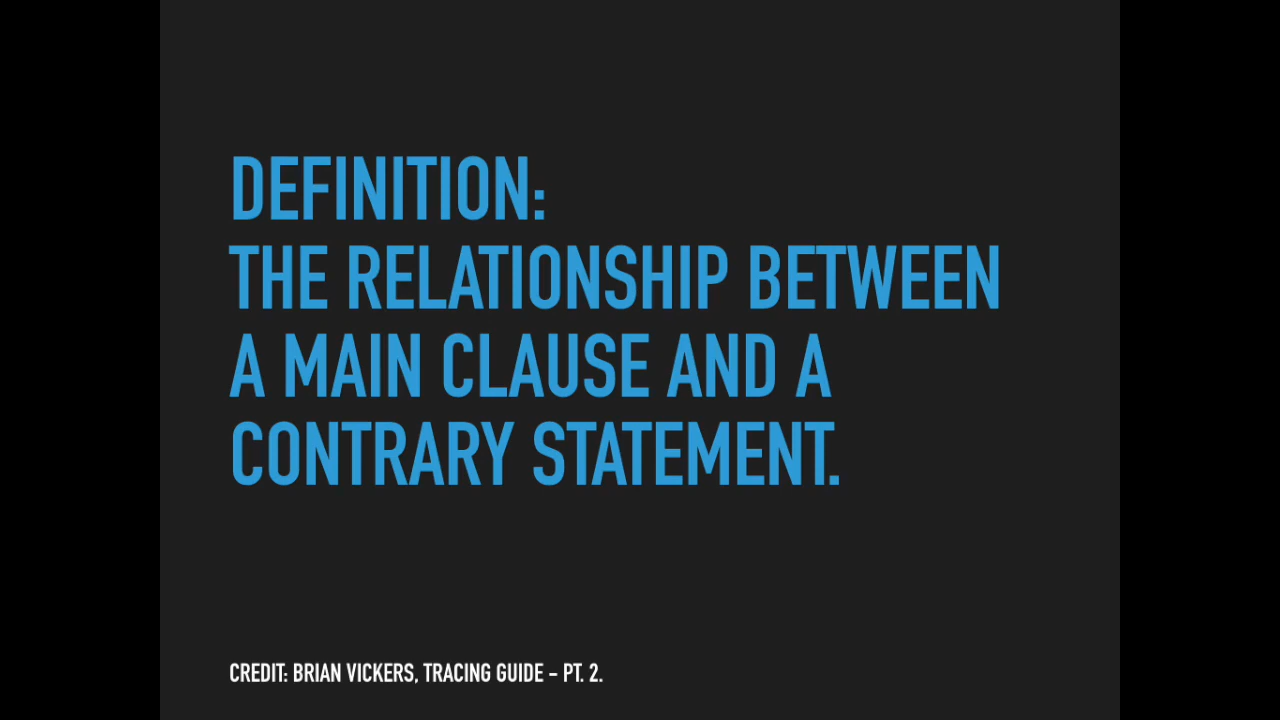 DEFINITION:
THE RELATIONSHIP BETWEEN
A MAIN CLAUSE AND A
CONTRARY STATEMENT.
CREDIT: BRIAN VICKERS, TRACING GUIDE - PT. 2.